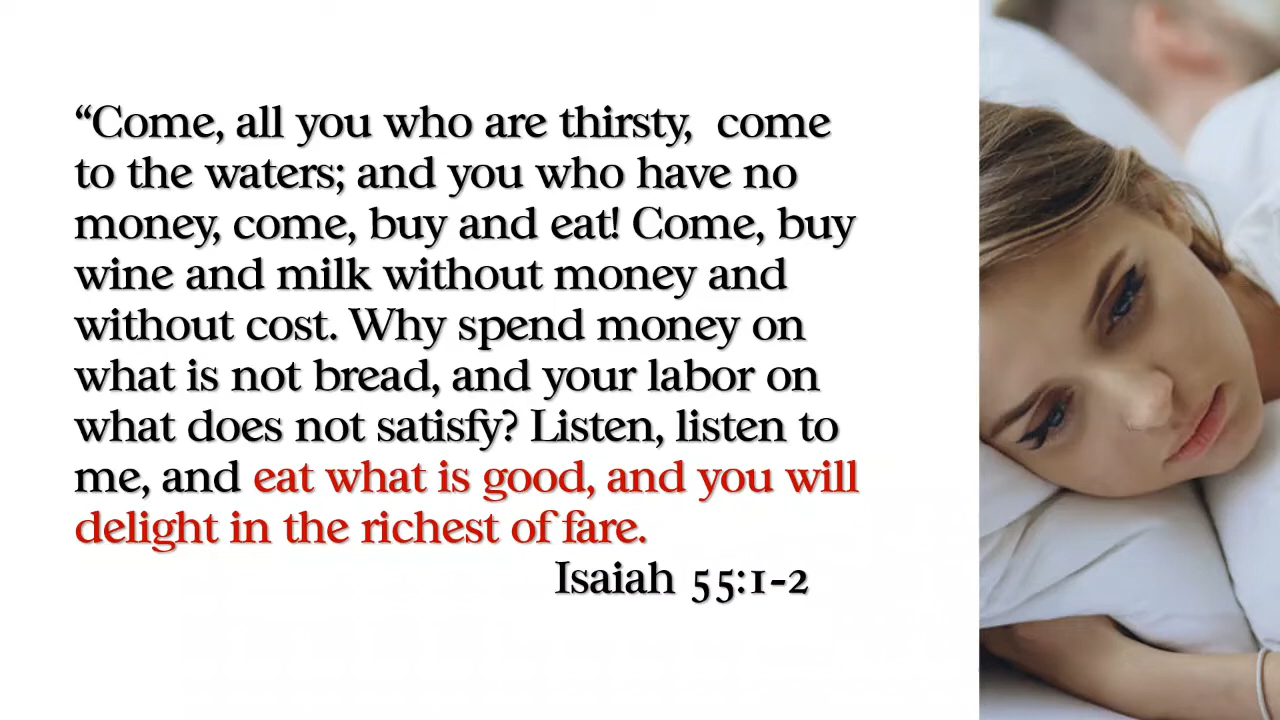 “Come, all you who are thirsty,  come
to the waters; and you who have no
money, come, buy and eat! Come, buy
wine and milk without money and
without cost. Why spend money on
what is not bread, and your labor on
what does not satisfy? Listen, listen to
me, and eat what is good, and you will
delight in the richest of fare.
Isaiah 55:1-2